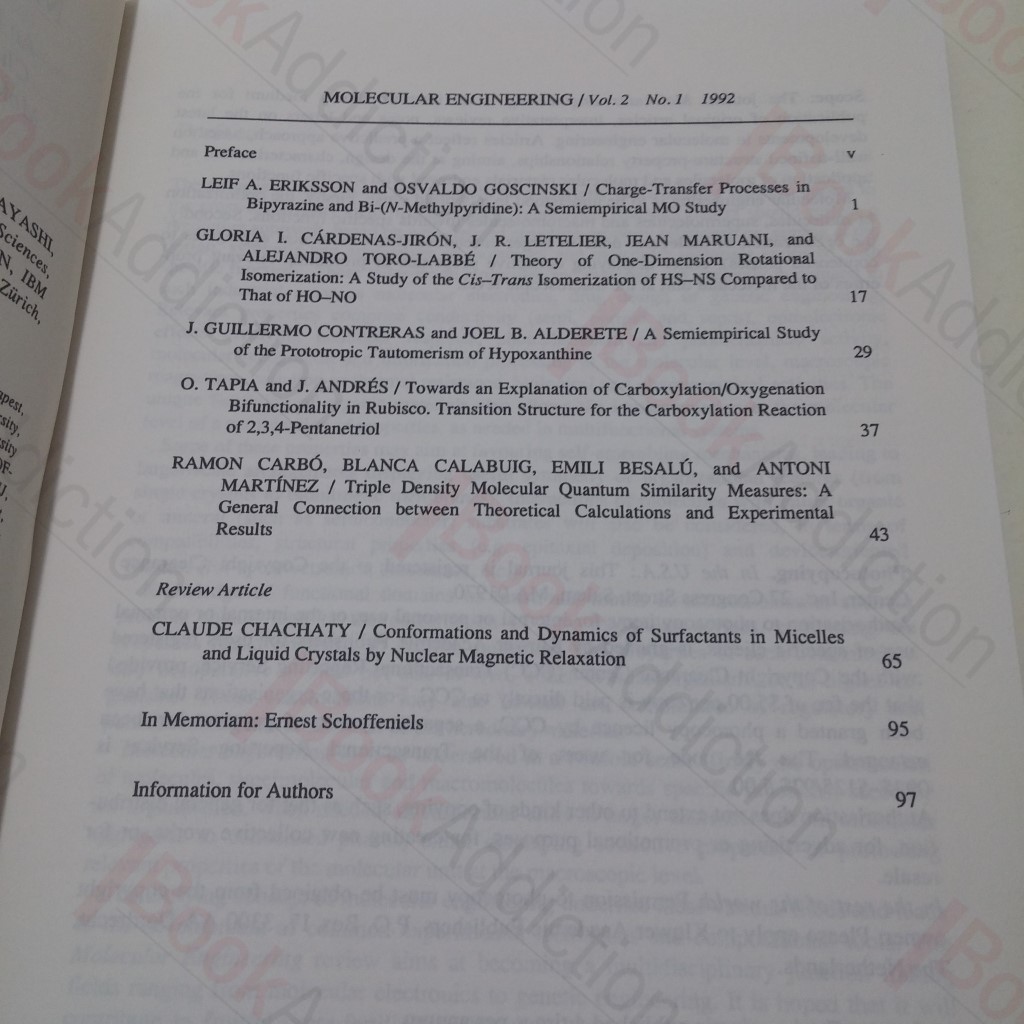 MOLECULAR ENGINEERING / Vol. 2 No. 1 1992
Preface v
LEIF A. ERIKSSON and OSVALDO GOSCINSKI / Charge-Transfer Processes in
Bipyrazine and Bi-(N-Methylpyridine): A Semiempirical MO Study 1
GLORIA I. CÁRDENAS-JIRÓN, J. R. LETELIER, JEAN MARUANI, and
ALEJANDRO TORO-LABBÉ / Theory of One-Dimension Rotational
Isomerization: A Study of the Cis–Trans Isomerization of HS–NS Compared to
That of HO–NO 17
J. GUILLERMO CONTRERAS and JOEL B. ALDERETE / A Semiempirical Study
of the Prototropic Tautomerism of Hypoxanthine 29
O. TAPIA and J. ANDRÉS / Towards an Explanation of Carboxylation/Oxygenation
Bifunctionality in Rubisco. Transition Structure for the Carboxylation Reaction
of 2,3,4-Pentanetriol 37
RAMON CARBÓ, BLANCA CALABUIG, EMILI BESALÚ, and ANTONI
MARTÍNEZ / Triple Density Molecular Quantum Similarity Measures: A
General Connection between Theoretical Calculations and Experimental
Results 43
Review Article
CLAUDE CHACHATY / Conformations and Dynamics of Surfactants in Micelles
and Liquid Crystals by Nuclear Magnetic Relaxation 65
In Memoriam: Ernest Schoffeniels 95
Information for Authors 97
AYASHI,
Sciences,
N, IBM
Zürich,
BookAddiction